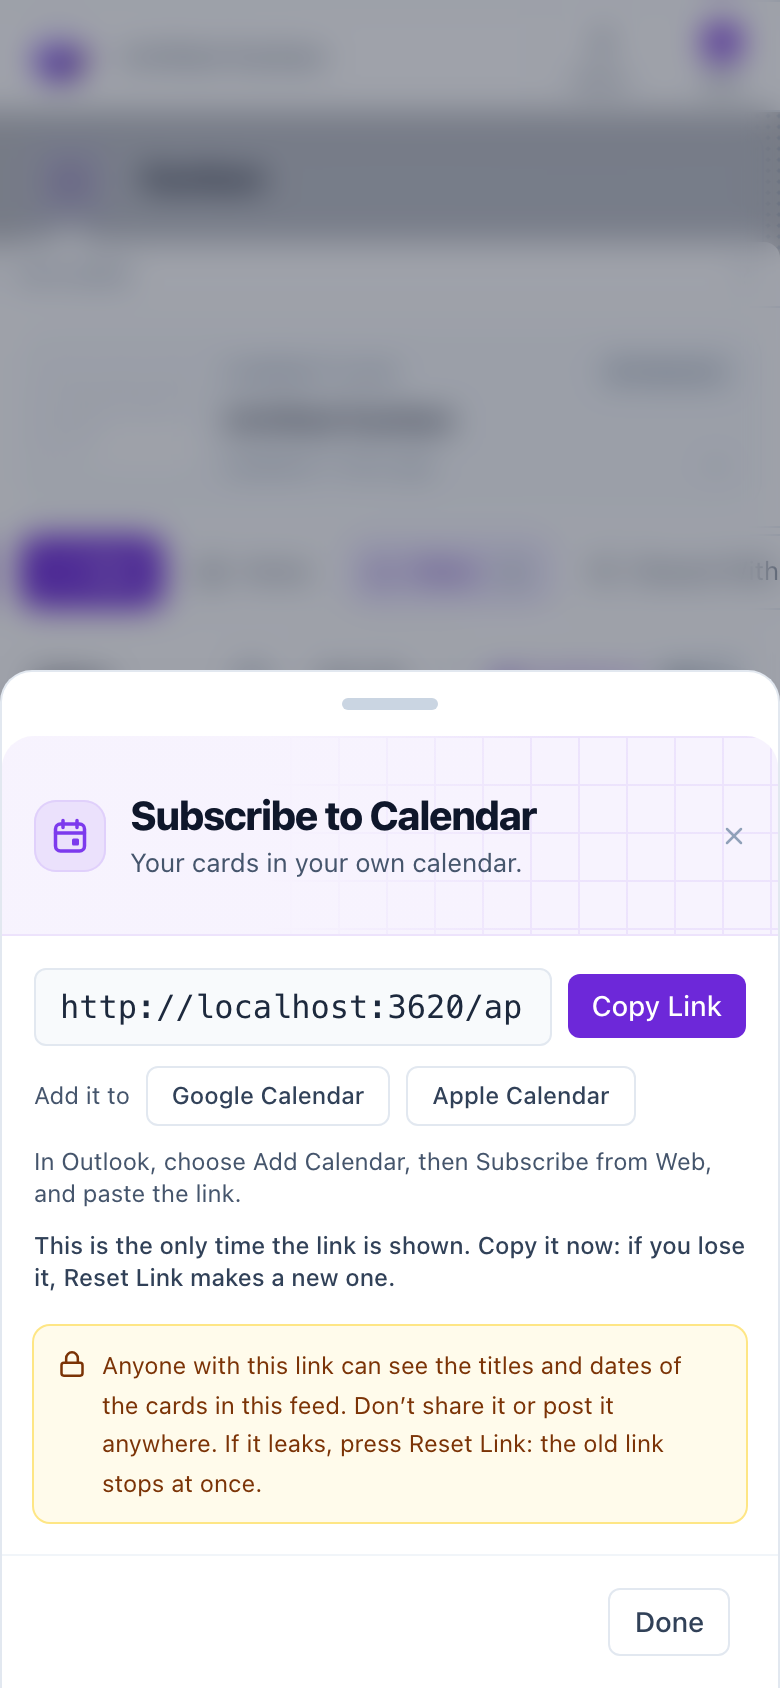 Subscribe to Calendar
Your cards in your own calendar.
http://localhost:3620/ap
Copy Link
Add it to
Google Calendar
Apple Calendar
In Outlook, choose Add Calendar, then Subscribe from Web,
and paste the link.
This is the only time the link is shown. Copy it now: if you lose
it, Reset Link makes a new one.
Anyone with this link can see the titles and dates of
the cards in this feed. Don’t share it or post it
anywhere. If it leaks, press Reset Link: the old link
stops at once.
Done